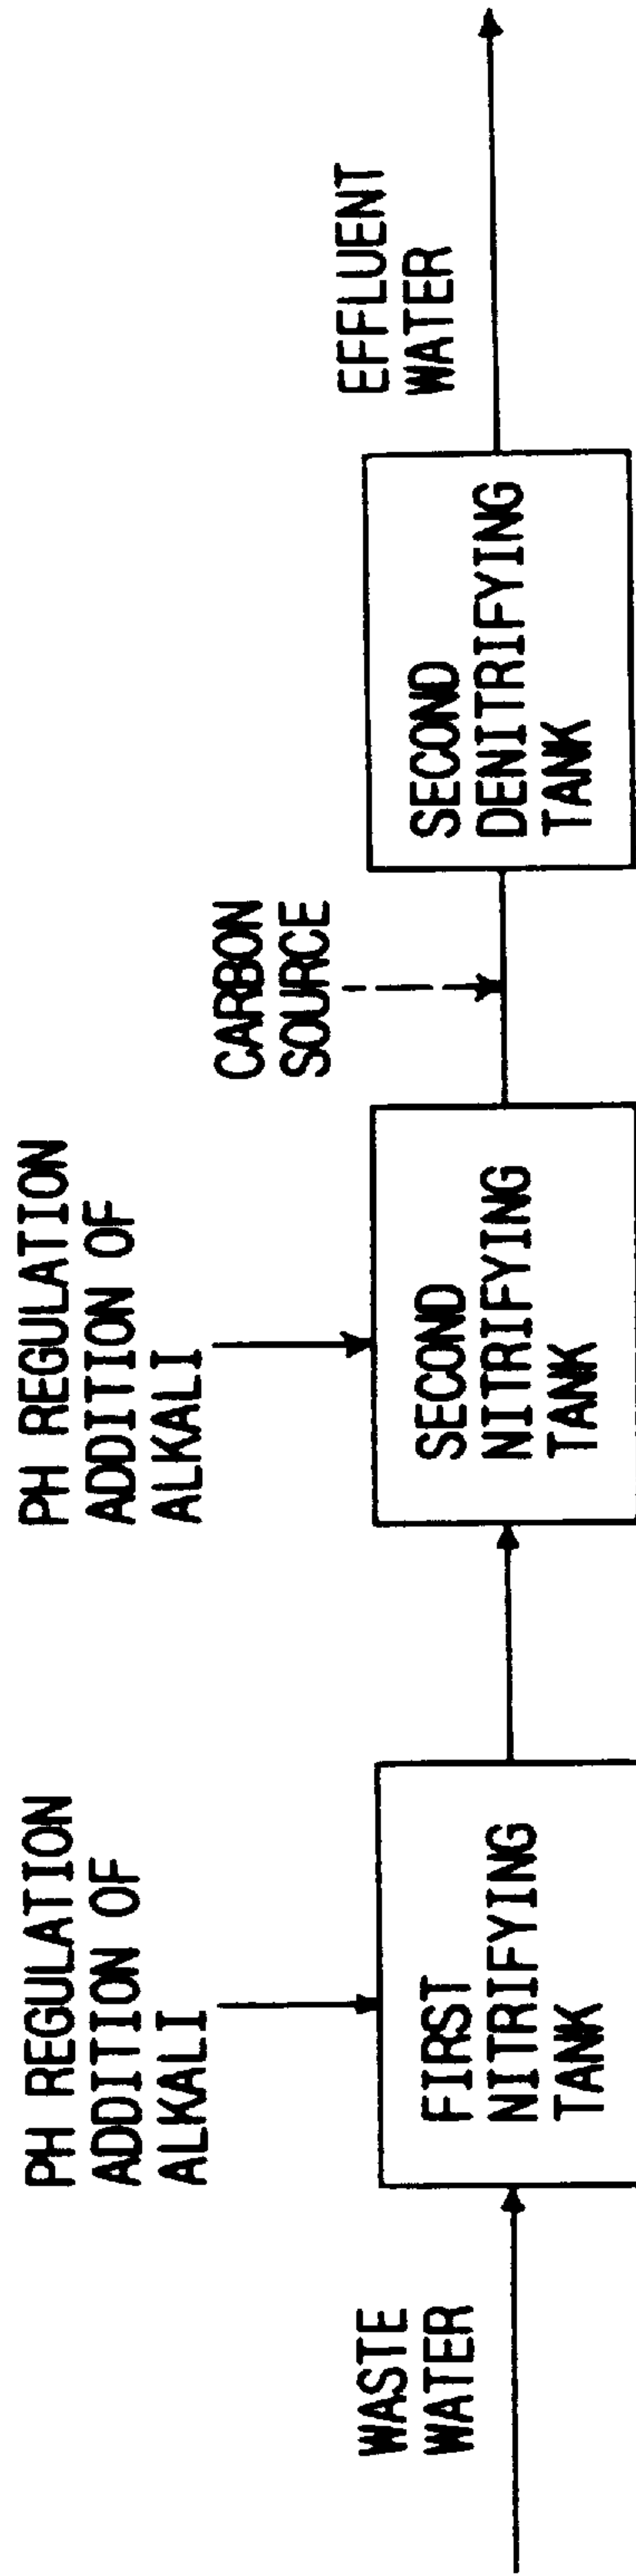 PH REGULATION
ADDITION OF
ALKALI
PH REGULATION
ADDITION OF
ALKALI
CARBON
SOURCE
WASTE
WATER
FIRST
NITRIFYING
TANK
SECOND
NITRIFYING
TANK
SECOND
DENITRIFYING
TANK
EFFLUENT
WATER